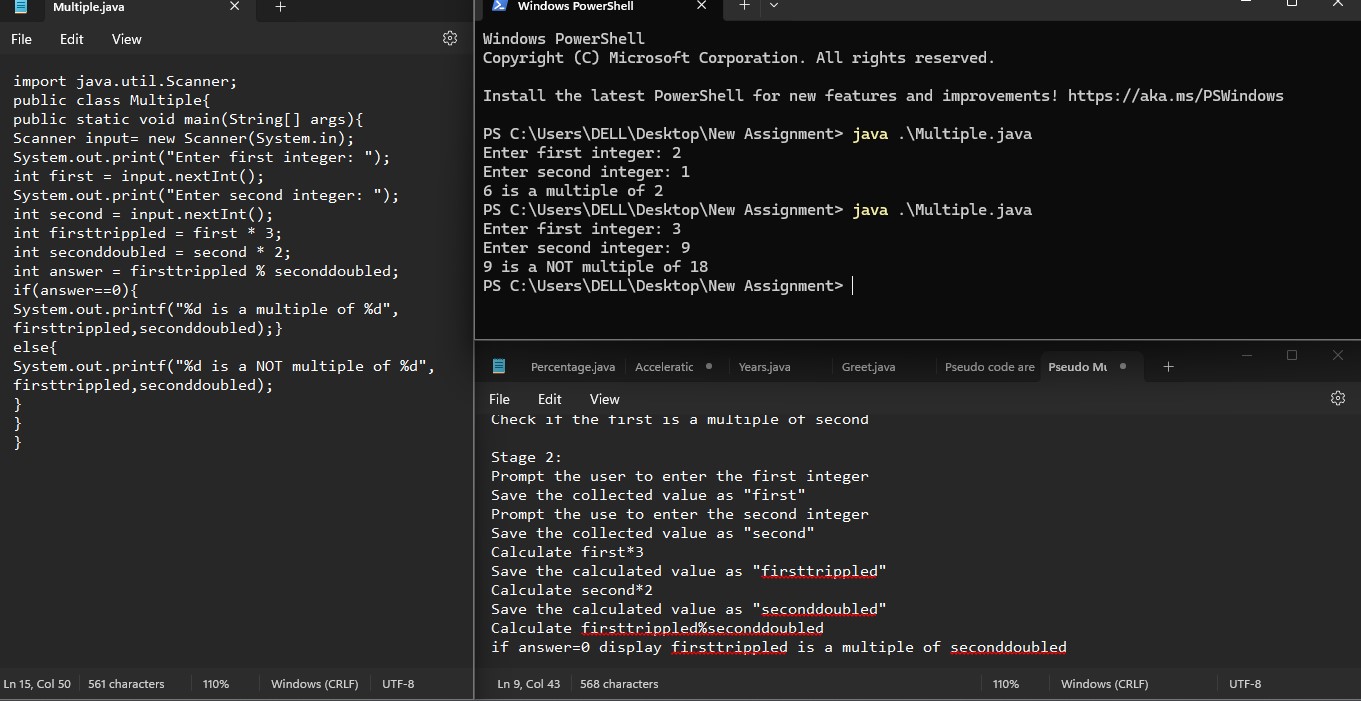 Multiple.java
File Edit View
import java.util.Scanner;
public class Multiple{
public static void main(String[] args){
Scanner input= new Scanner(System.in);
System.out.print("Enter first integer: ");
int first = input.nextInt();
System.out.print("Enter second integer: ");
int second = input.nextInt();
int firsttrippled = first * 3;
int seconddoubled = second * 2;
int answer = firsttrippled % seconddoubled;
if(answer==0){
System.out.printf("%d is a multiple of %d",
firsttrippled,seconddoubled);}
else{
System.out.printf("%d is a NOT multiple of %d",
firsttrippled,seconddoubled);
}
}
}
Ln 15, Col 50 561 characters 110% Windows (CRLF) UTF-8
Windows PowerShell
Windows PowerShell
Copyright (C) Microsoft Corporation. All rights reserved.
Install the latest PowerShell for new features and improvements! https://aka.ms/PSWindows
PS C:\Users\DELL\Desktop\New Assignment> java .\Multiple.java
Enter first integer: 2
Enter second integer: 1
6 is a multiple of 2
PS C:\Users\DELL\Desktop\New Assignment> java .\Multiple.java
Enter first integer: 3
Enter second integer: 9
9 is a NOT multiple of 18
PS C:\Users\DELL\Desktop\New Assignment>
Percentage.java Acceleratic Years.java Greet.java Pseudo code are Pseudo Mu
File Edit View
Check if the first is a multiple of second
Stage 2:
Prompt the user to enter the first integer
Save the collected value as "first"
Prompt the use to enter the second integer
Save the collected value as "second"
Calculate first*3
Save the calculated value as "firsttrippled"
Calculate second*2
Save the calculated value as "seconddoubled"
Calculate firsttrippled%seconddoubled
if answer=0 display firsttrippled is a multiple of seconddoubled
Ln 9, Col 43 568 characters 110% Windows (CRLF) UTF-8